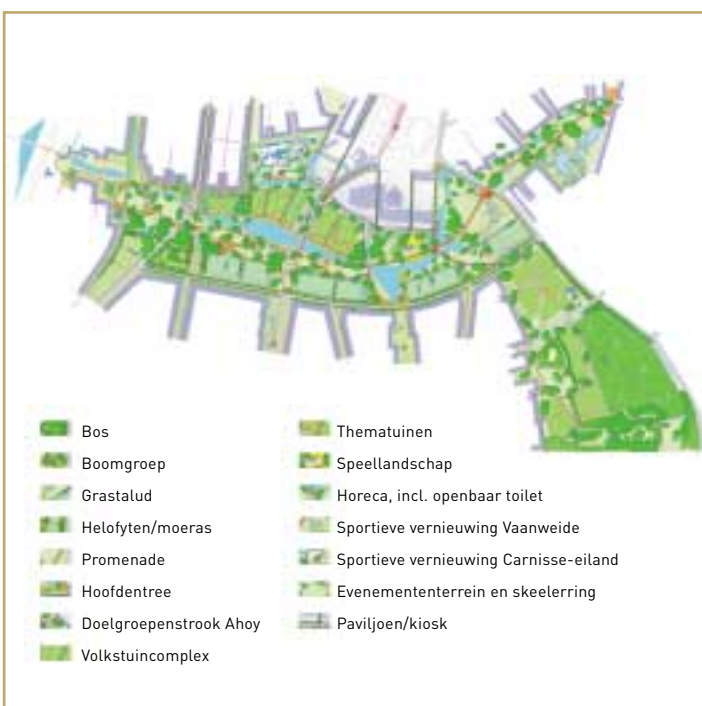 Bos
Boomgroep
Grastalud
Helofyten/moeras
Promenade
Hoofdentree
Doelgroepenstrook Ahoy
Volkstuincomplex
Thematuinen
Speellandschap
Horeca, incl. openbaar toilet
Sportieve vernieuwing Vaanweide
Sportieve vernieuwing Carnisse-eiland
Evenemententerrein en skeelerring
Paviljoen/kiosk